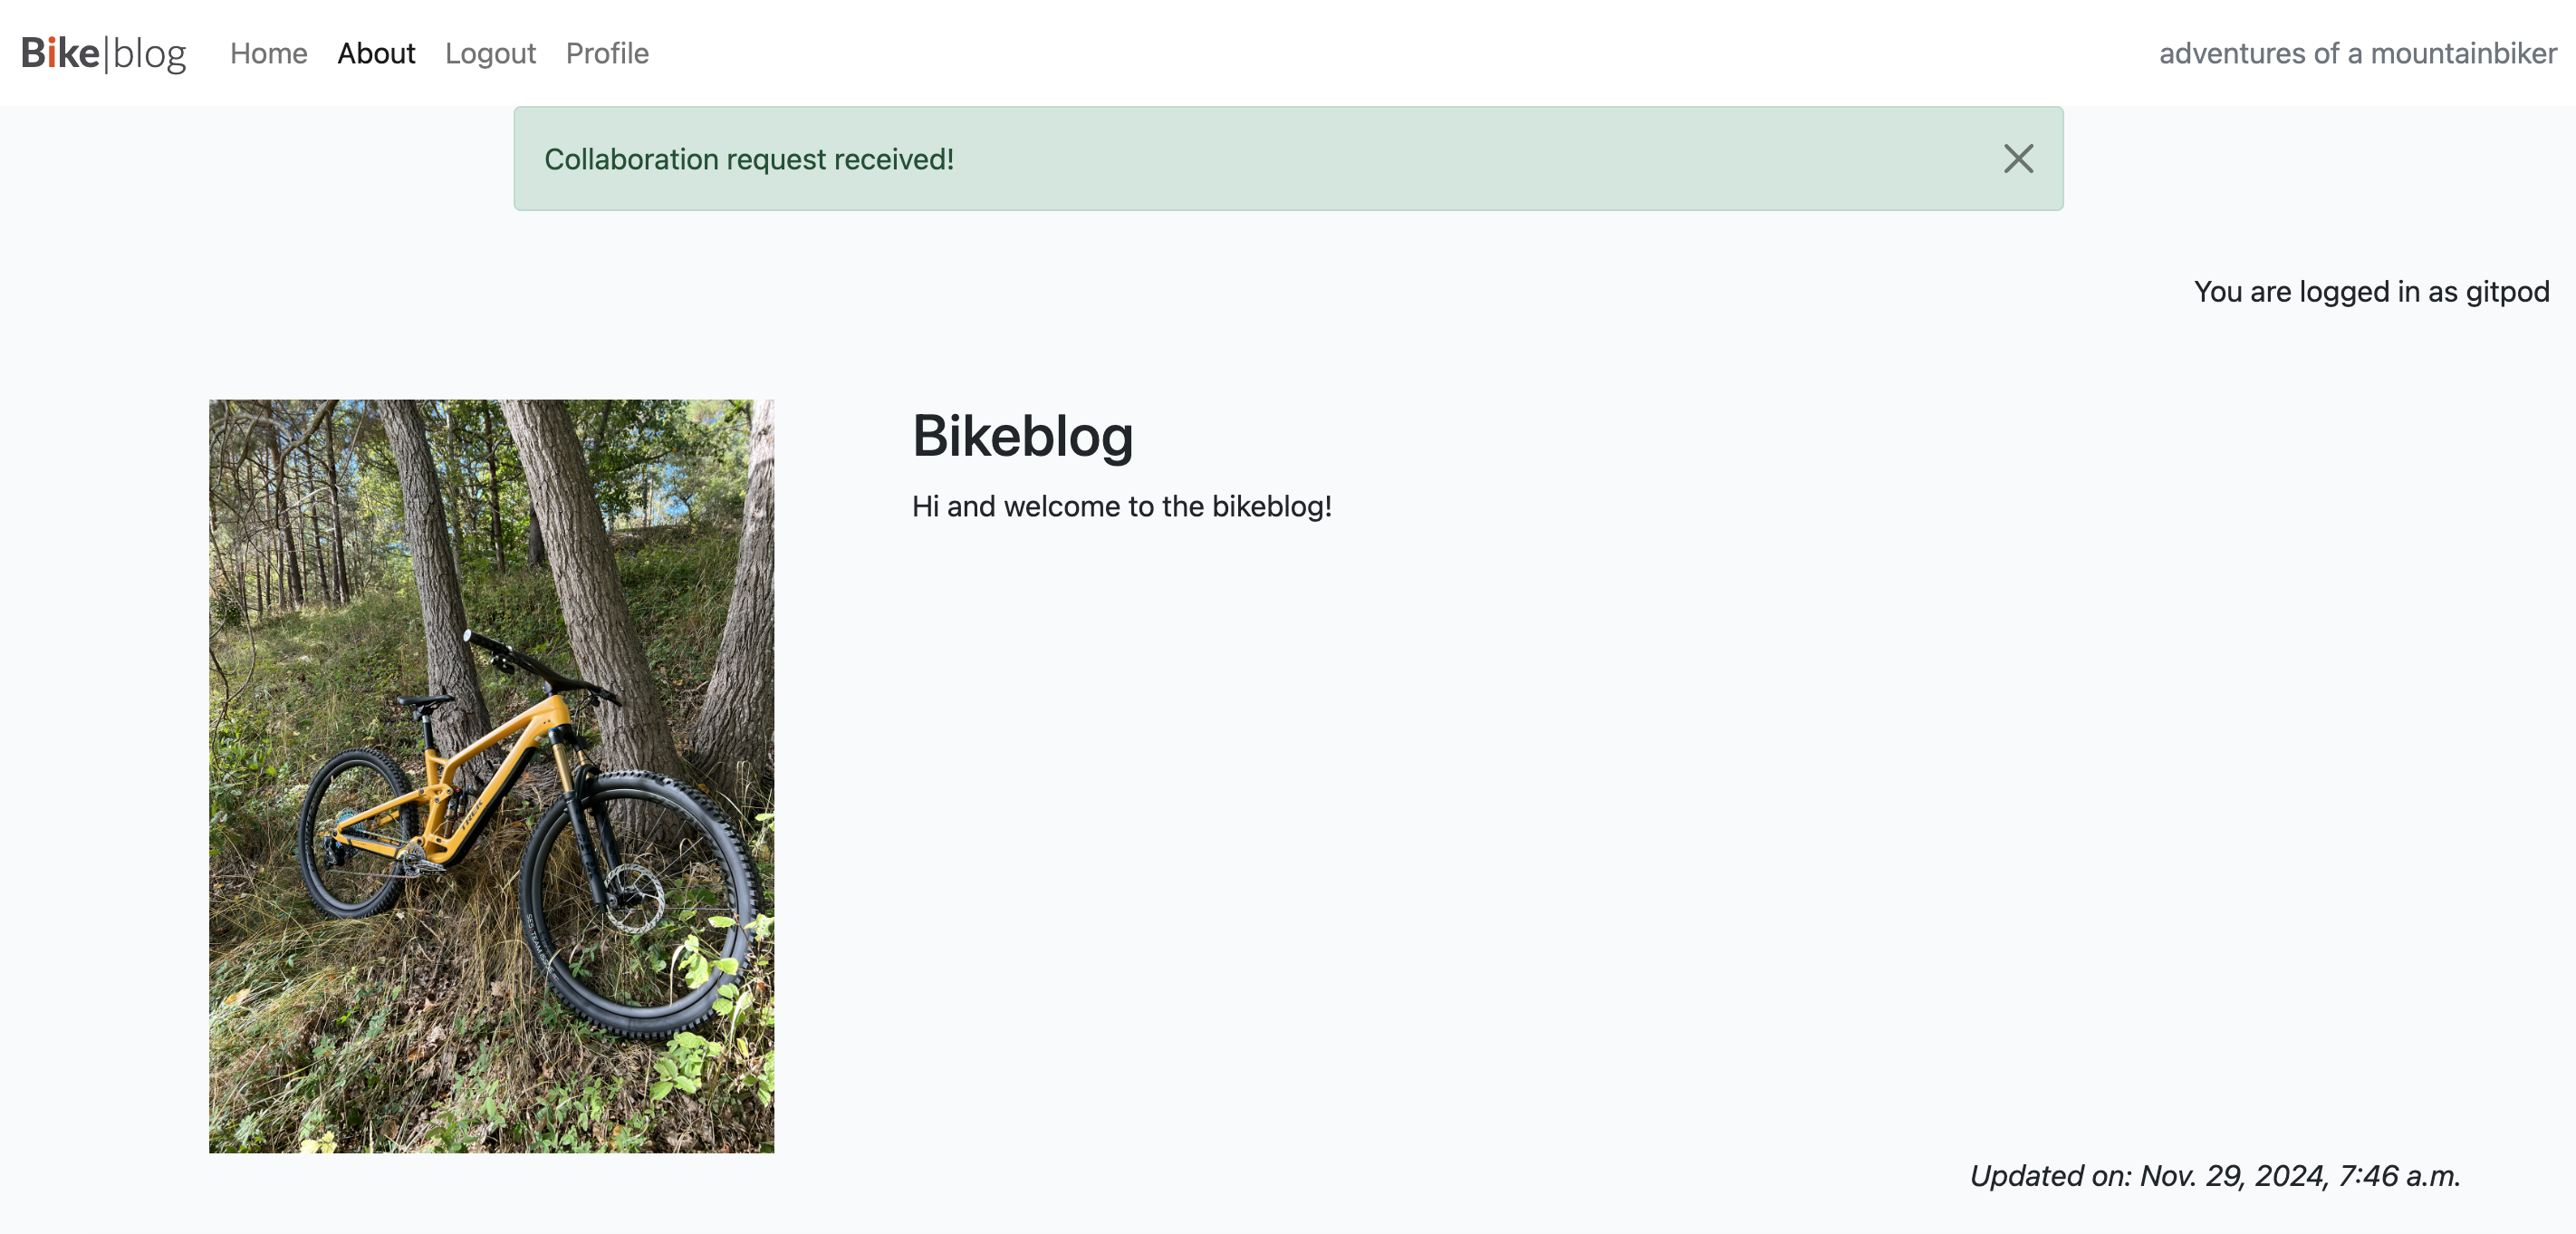 Bike|blog Home About Logout Profile adventures of a mountainbiker
Collaboration request received!
You are logged in as gitpod
Bikeblog
Hi and welcome to the bikeblog!
TREK
Updated on: Nov. 29, 2024, 7:46 a.m.